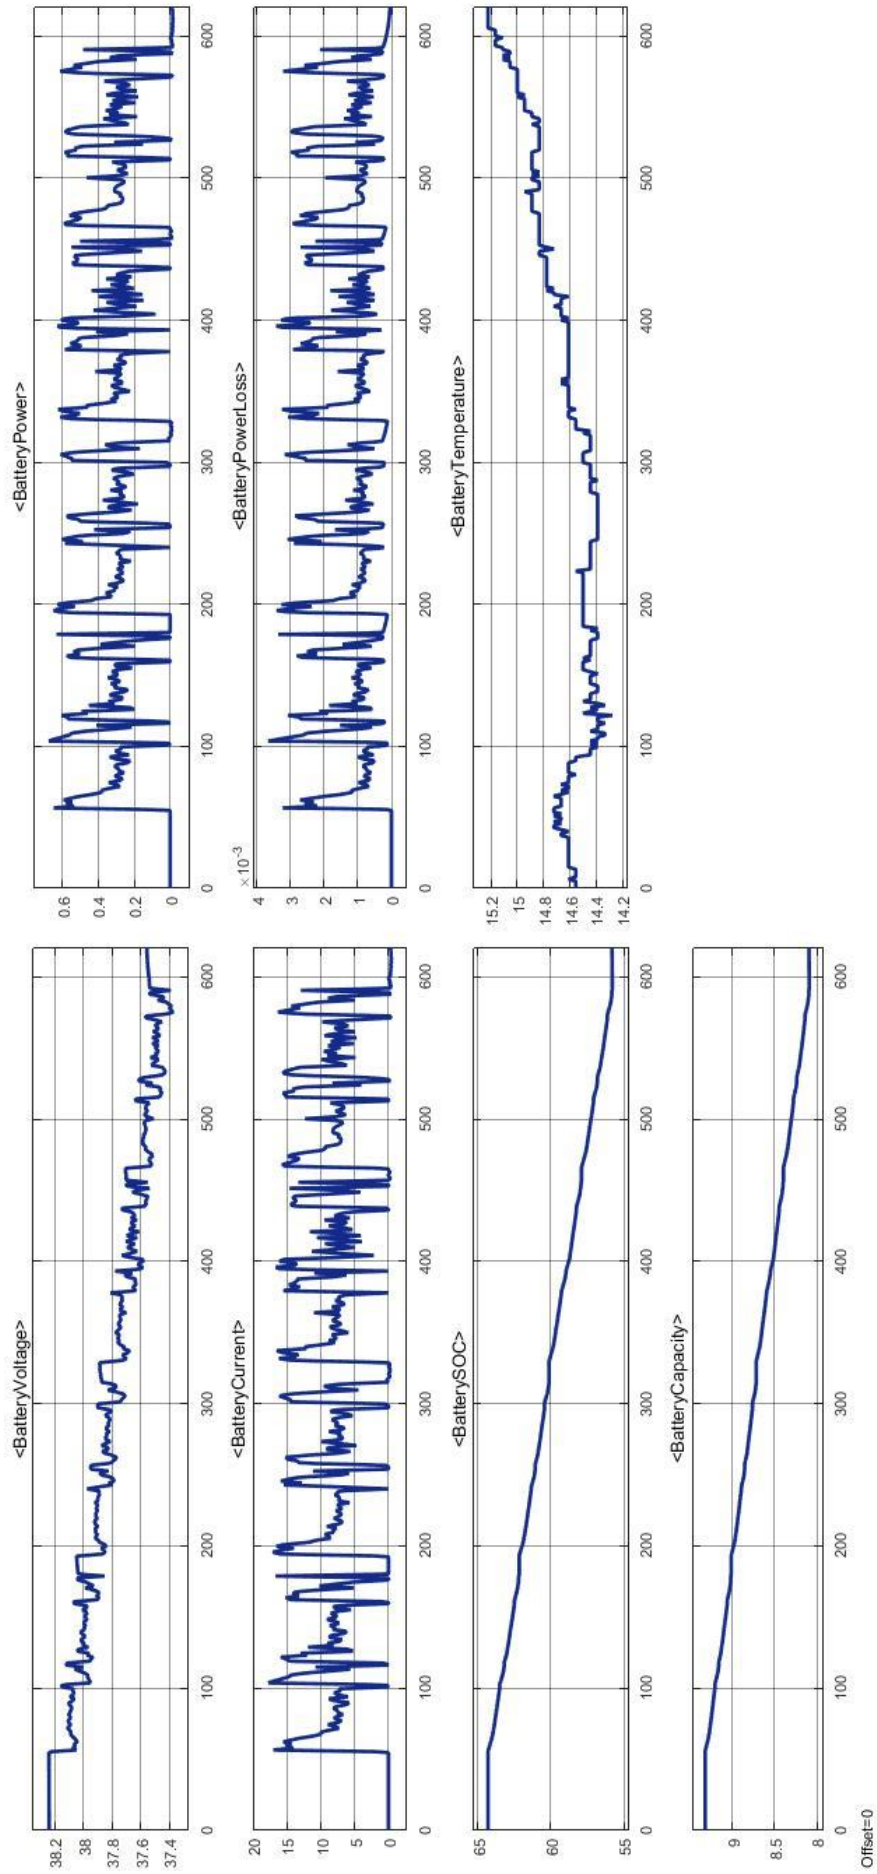 <BatteryVoltage>
38.2
38
37.8
37.6
37.4
0 100 200 300 400 500 600
<BatteryCurrent>
20
15
10
5
0
0 100 200 300 400 500 600
<BatterySOC>
65
60
55
0 100 200 300 400 500 600
<BatteryCapacity>
9
8.5
8
0 100 200 300 400 500 600
<BatteryPower>
0.6
0.4
0.2
0
0 100 200 300 400 500 600
<BatteryPowerLoss>
×10-3
4
3
2
1
0
0 100 200 300 400 500 600
<BatteryTemperature>
15.2
15
14.8
14.6
14.4
14.2
0 100 200 300 400 500 600
Offset=0